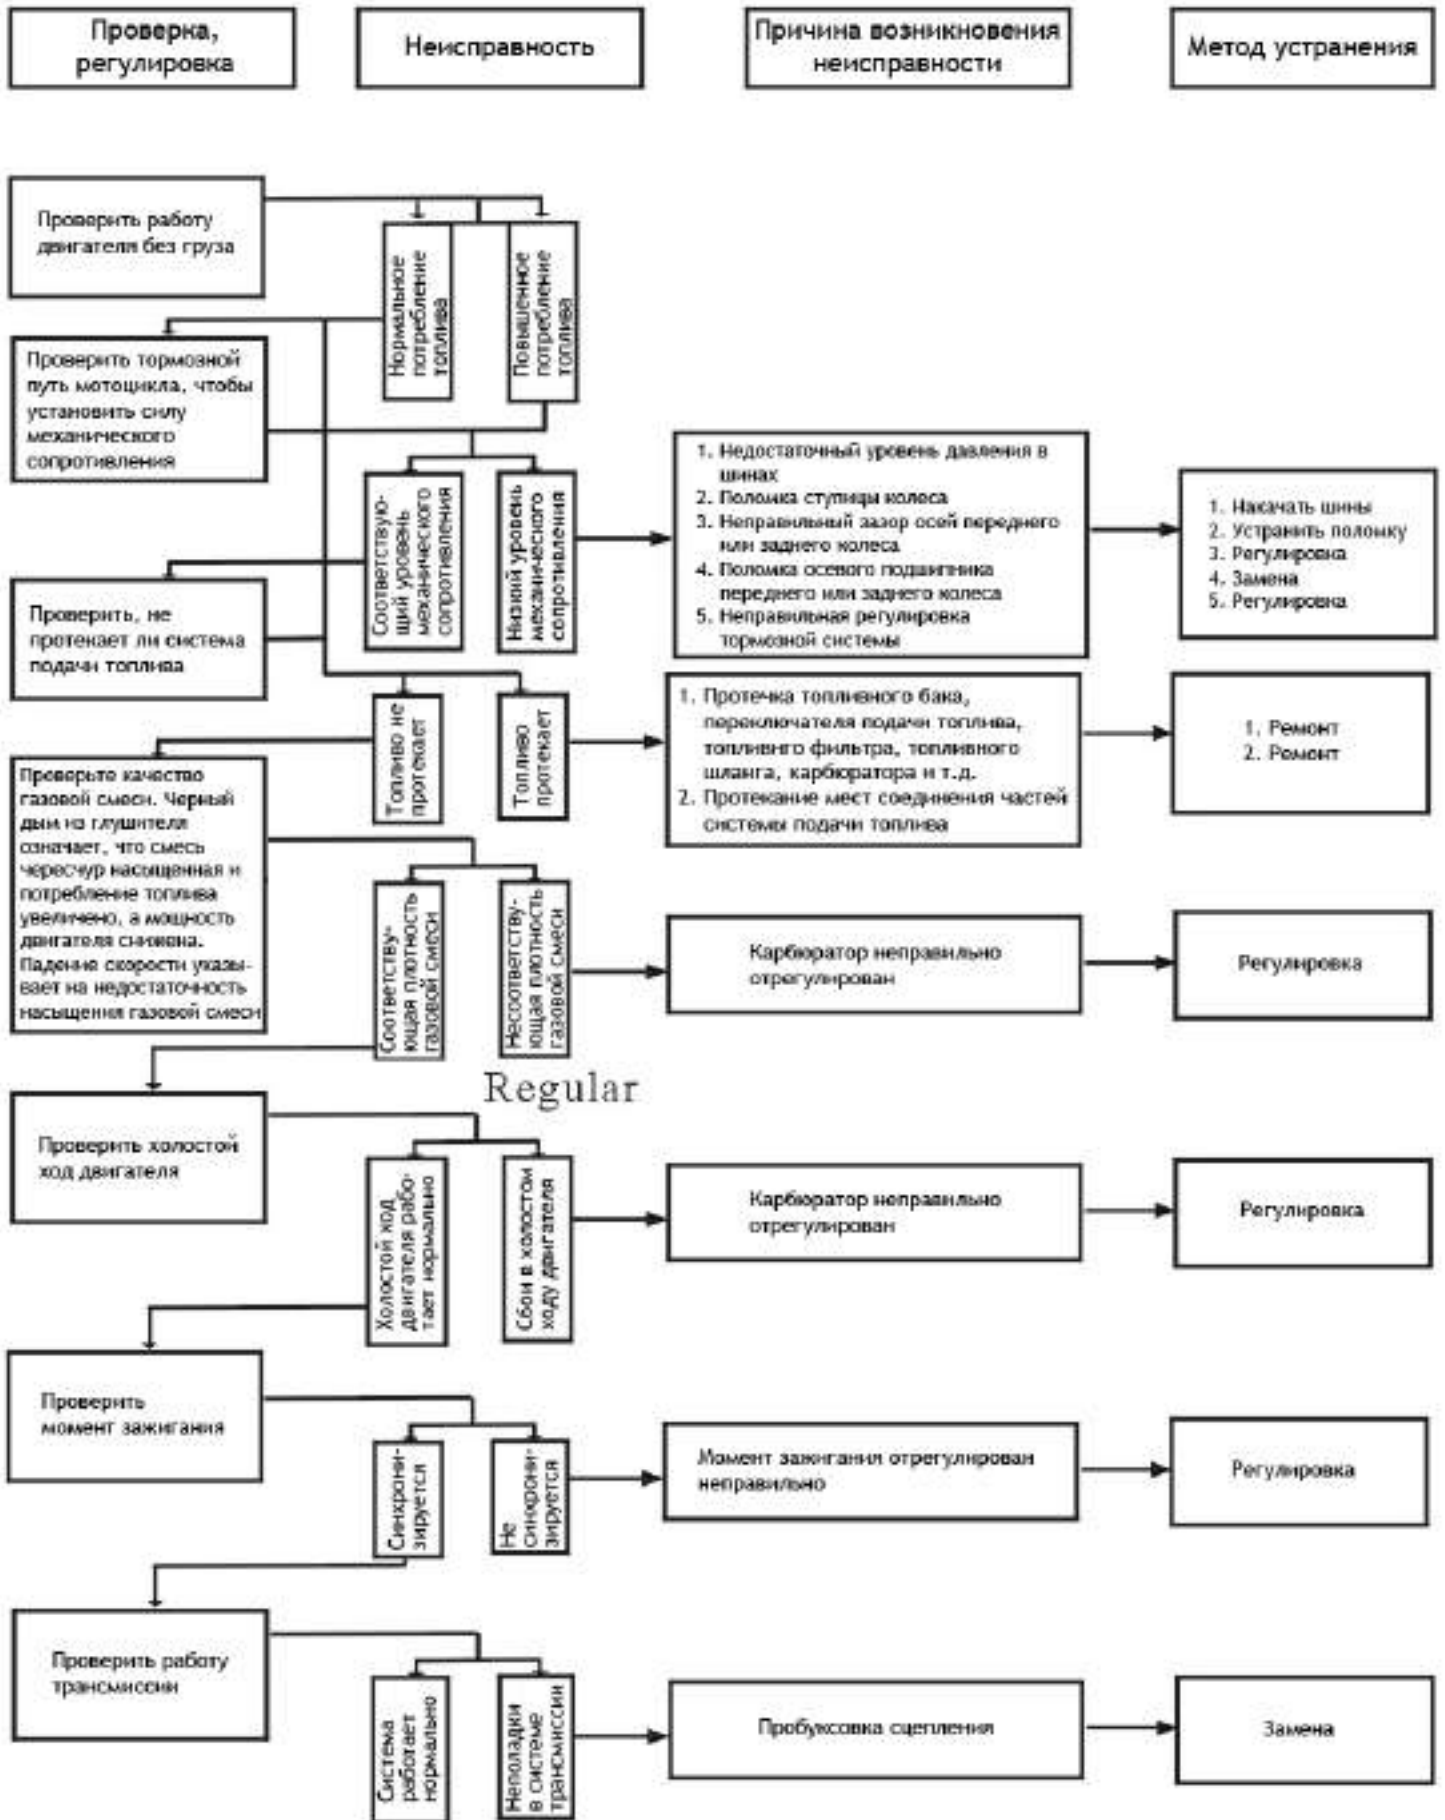 Проверка,
регулировка
Неисправность
Причина возникновения
неисправности
Метод устранения
Проверить работу
двигателя без груза
Нормальное
потребление
топлива
Повышенное
потребление
топлива
Проверить тормозной
путь мотоцикла, чтобы
установить силу
механического
сопротивления
Соответствую-
щий уровень
механического
сопротивления
Низкий уровень
механического
сопротивления
1. Недостаточный уровень давления в
шинах
2. Поломка ступицы колеса
3. Неправильный зазор осей переднего
или заднего колеса
4. Поломка осевого подшипника
переднего или заднего колеса
5. Неправильная регулировка
тормозной системы
1. Накачать шины
2. Устранить поломку
3. Регулировка
4. Замена
5. Регулировка
Проверить, не
протекает ли система
подачи топлива
Топливо не
протекает
Топливо
протекает
1. Протечка топливного бака,
переключателя подачи топлива,
топливнго фильтра, топливного
шланга, карбюратора и т.д.
2. Протекание мест соединения частей
системы подачи топлива
1. Ремонт
2. Ремонт
Проверьте качество
газовой смеси. Черный
дым из глушителя
означает, что смесь
чересчур насыщенная и
потребление топлива
увеличено, а мощность
двигателя снижена.
Падение скорости указы-
вает на недостаточность
насыщения газовой смеси
Соответству-
ющая плотность
газовой смеси
Несоответству-
ющая плотность
газовой смеси
Карбюратор неправильно
отрегулирован
Регулировка
Regular
Проверить холостой
ход двигателя
Холостой ход
двигателя рабо-
тает нормально
Сбои в холостом
ходу двигателя
Карбюратор неправильно
отрегулирован
Регулировка
Проверить
момент зажигания
Синхрони-
зируется
Не
синхрони-
зируется
Момент зажигания отрегулирован
неправильно
Регулировка
Проверить работу
трансмиссии
Система
работает
нормально
Неполадки
в системе
трансмиссии
Пробуксовка сцепления
Замена